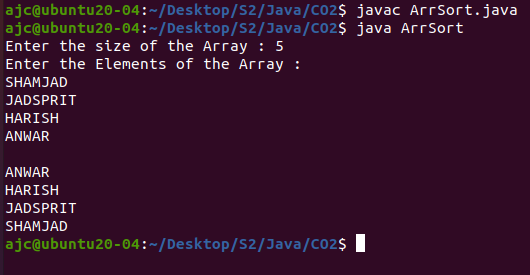 ajc@ubuntu20-04:~/Desktop/S2/Java/CO2$ javac ArrSort.java
ajc@ubuntu20-04:~/Desktop/S2/Java/CO2$ java ArrSort
Enter the size of the Array : 5
Enter the Elements of the Array :
SHAMJAD
JADSPRIT
HARISH
ANWAR

ANWAR
HARISH
JADSPRIT
SHAMJAD
ajc@ubuntu20-04:~/Desktop/S2/Java/CO2$